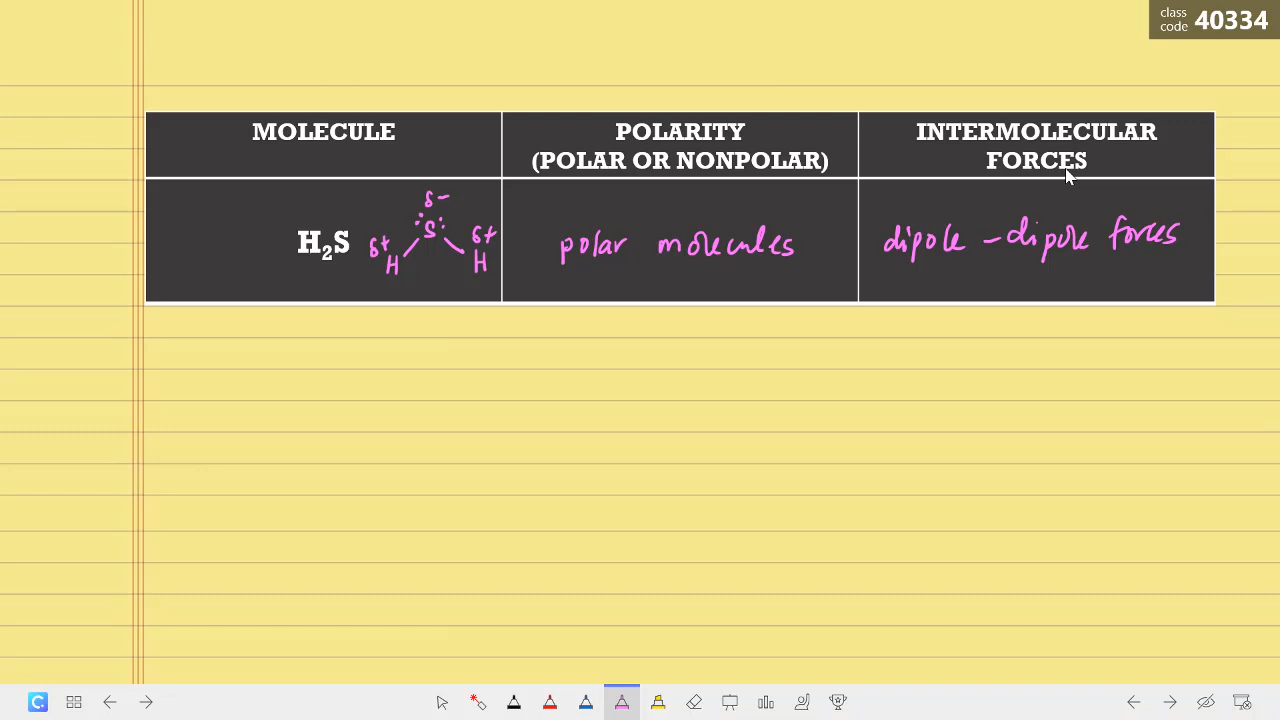 class code 40334
MOLECULE
POLARITY
(POLAR OR NONPOLAR)
INTERMOLECULAR
FORCES
H₂S
δ-
δ+ S δ+
H H
polar molecules
dipole - dipole forces